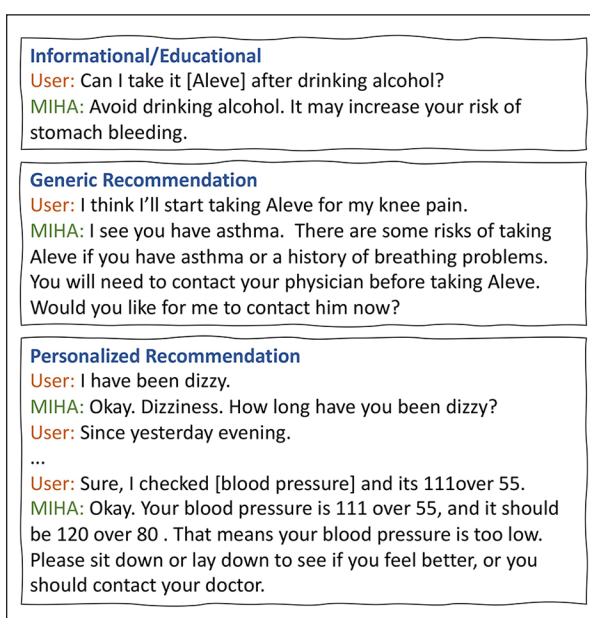 Informational/Educational
User: Can I take it [Aleve] after drinking alcohol?
MIHA: Avoid drinking alcohol. It may increase your risk of
stomach bleeding.
Generic Recommendation
User: I think I'll start taking Aleve for my knee pain.
MIHA: I see you have asthma.  There are some risks of taking
Aleve if you have asthma or a history of breathing problems.
You will need to contact your physician before taking Aleve.
Would you like for me to contact him now?
Personalized Recommendation
User: I have been dizzy.
MIHA: Okay. Dizziness. How long have you been dizzy?
User: Since yesterday evening.
...
User: Sure, I checked [blood pressure] and its 111over 55.
MIHA: Okay. Your blood pressure is 111 over 55, and it should
be 120 over 80 . That means your blood pressure is too low.
Please sit down or lay down to see if you feel better, or you
should contact your doctor.